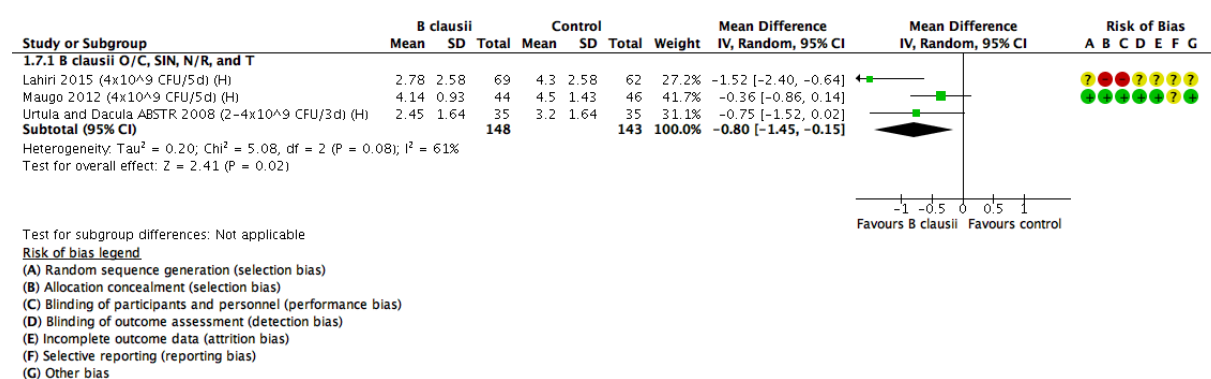 B clausii Control Mean Difference Mean Difference Risk of Bias
Study or Subgroup Mean SD Total Mean SD Total Weight IV, Random, 95% CI IV, Random, 95% CI A B C D E F G
1.7.1 B clausii O/C, SIN, N/R, and T
Lahiri 2015 (4x10^9 CFU/5d) (H) 2.78 2.58 69 4.3 2.58 62 27.2% −1.52 [−2.40, −0.64] ? − − ? ? ? ?
Maugo 2012 (4x10^9 CFU/5d) (H) 4.14 0.93 44 4.5 1.43 46 41.7% −0.36 [−0.86, 0.14] + + + + + ? +
Urtula and Dacula ABSTR 2008 (2−4x10^9 CFU/3d) (H) 2.45 1.64 35 3.2 1.64 35 31.1% −0.75 [−1.52, 0.02]
Subtotal (95% CI) 148 143 100.0% −0.80 [−1.45, −0.15]
Heterogeneity: Tau² = 0.20; Chi² = 5.08, df = 2 (P = 0.08); I² = 61%
Test for overall effect: Z = 2.41 (P = 0.02)
−1 −0.5 0 0.5 1
Favours B clausii Favours control
Test for subgroup differences: Not applicable
Risk of bias legend
(A) Random sequence generation (selection bias)
(B) Allocation concealment (selection bias)
(C) Blinding of participants and personnel (performance bias)
(D) Blinding of outcome assessment (detection bias)
(E) Incomplete outcome data (attrition bias)
(F) Selective reporting (reporting bias)
(G) Other bias